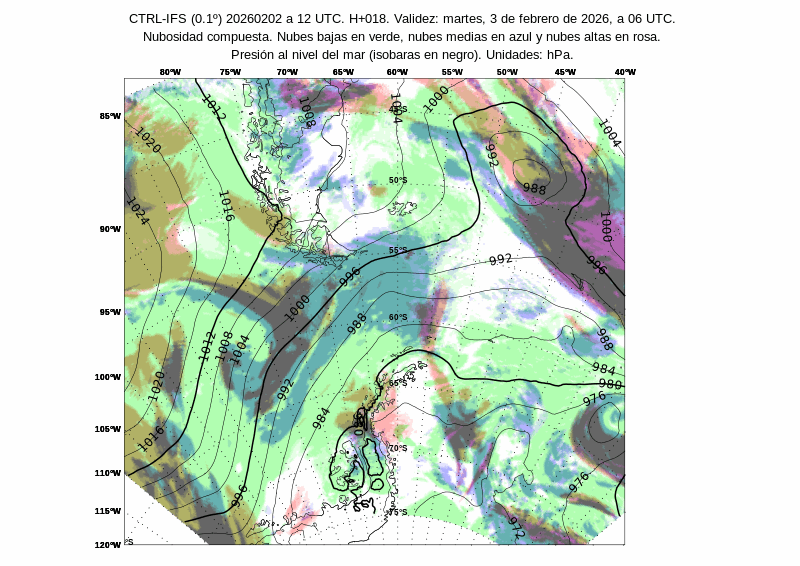 CTRL-IFS (0.1º) 20260202 a 12 UTC. H+018. Validez: martes, 3 de febrero de 2026, a 06 UTC.
Nubosidad compuesta. Nubes bajas en verde, nubes medias en azul y nubes altas en rosa.
Presión al nivel del mar (isobaras en negro). Unidades: hPa.
80°W 75°W 70°W 65°W 60°W 55°W 50°W 45°W 40°W
1012 1008 1004 1000
45°S
85°W
1020 1004
992
50°S
988
1024 1016
90°W 1000
55°S
992
996 996
1000
95°W
988 60°S
1012 1008 1004 988
984
100°W
65°S 980
1020 992
976
984
105°W
1016
70°S
110°W
976
996
115°W
75°S
972
120°W
°S